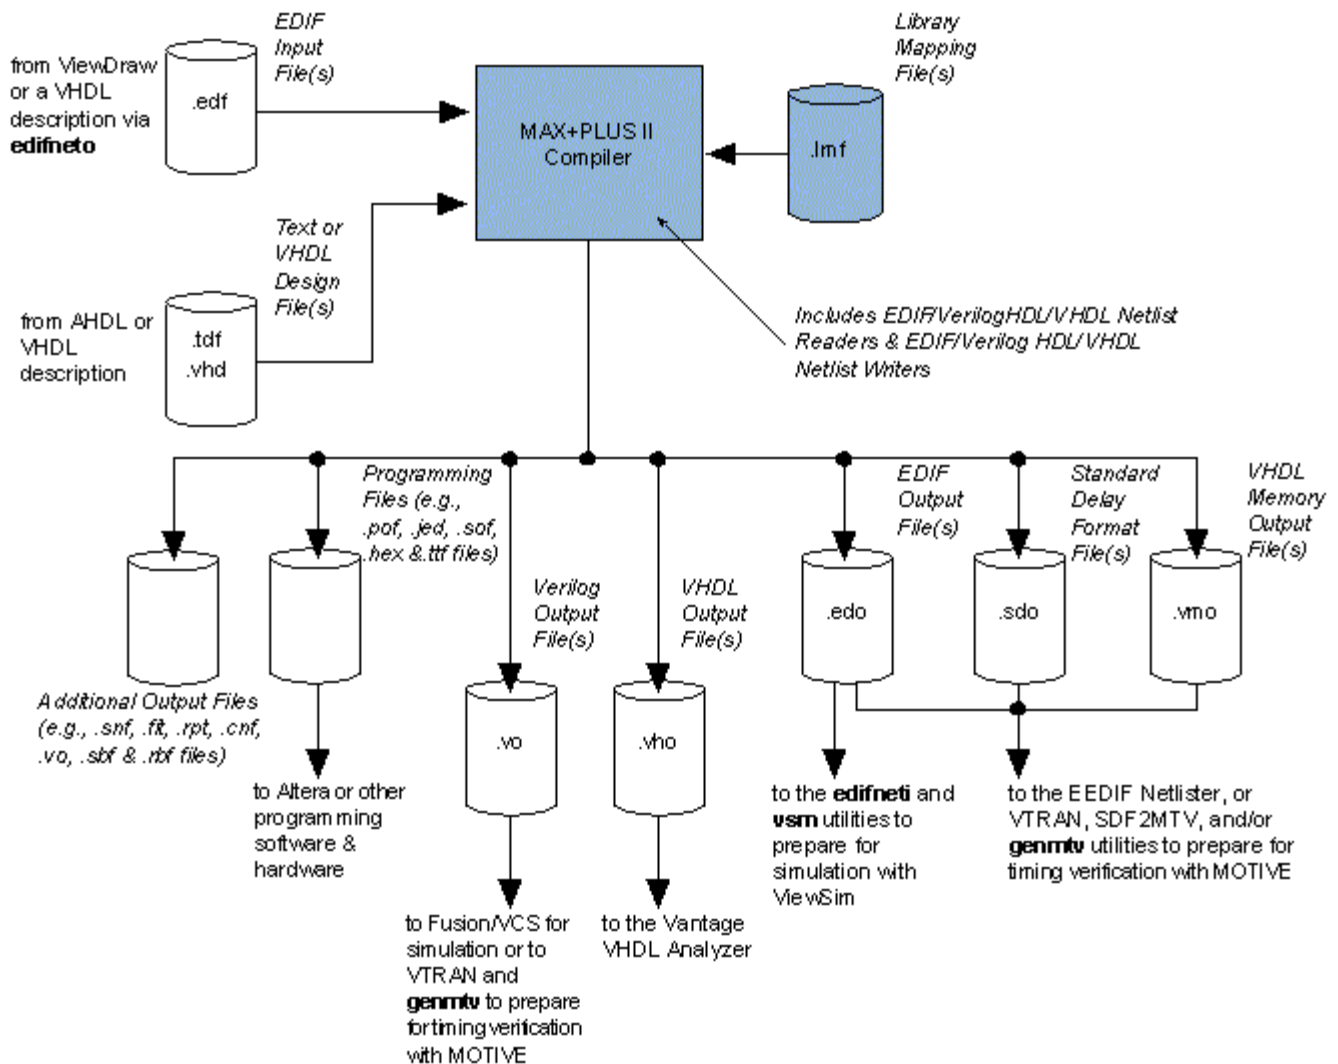 EDIF
Input
File(s)
Library
Mapping
File(s)
from ViewDraw
or a VHDL
description via
edifneto
.edf
MAX+PLUS II
Compiler
.lmf
Text or
VHDL
Design
File(s)
from AHDL or
VHDL
description
.tdf
.vhd
Includes EDIF/VerilogHDL/VHDL Netlist
Readers & EDIF/Verilog HDL/VHDL
Netlist Writers
Programming
Files (e.g.,
.pof, .jed, .sof,
.hex &.ttf files)
EDIF
Output
File(s)
Standard
Delay
Format
File(s)
VHDL
Memory
Output
File(s)
Verilog
Output
File(s)
VHDL
Output
File(s)
.edo
.sdo
.vmo
Additional Output Files
(e.g., .snf, .fit, .rpt, .cnf,
.vo, .sbf & .rbf files)
.vo
.vho
to Altera or other
programming
software &
hardware
to the edifneti and
vsm utilities to
prepare for
simulation with
ViewSim
to the EEDIF Netlister, or
VTRAN, SDF2MTV, and/or
genmtv utilities to prepare for
timing verification with MOTIVE
to Fusion/VCS for
simulation or to
VTRAN and
genmtv to prepare
for timing verification
with MOTIVE
to the Vantage
VHDL Analyzer